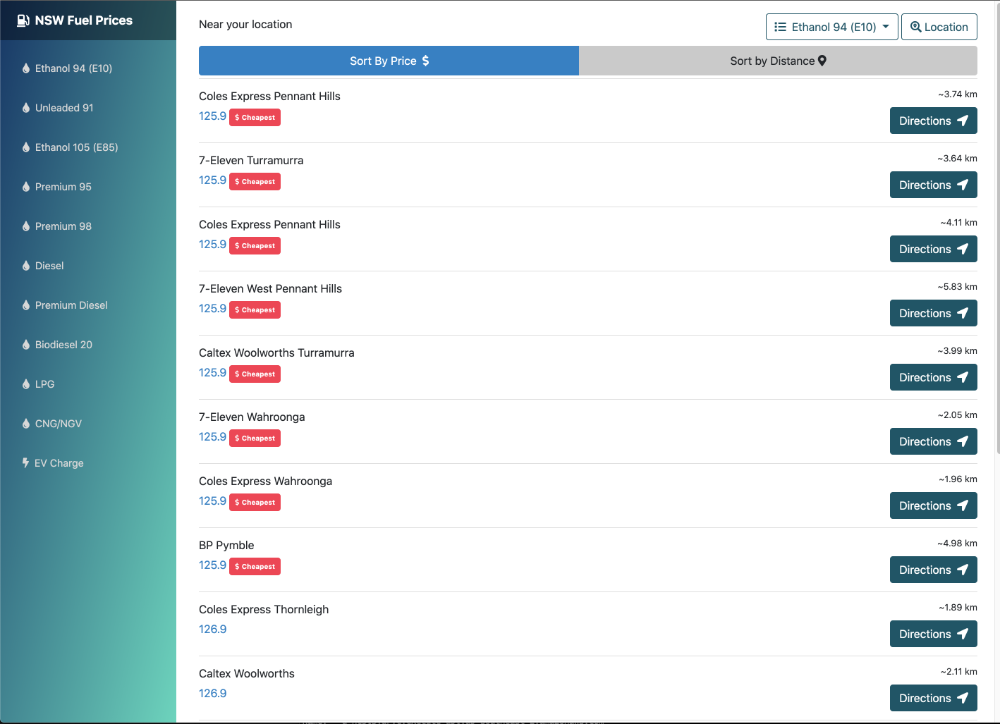 NSW Fuel Prices
Ethanol 94 (E10)
Unleaded 91
Ethanol 105 (E85)
Premium 95
Premium 98
Diesel
Premium Diesel
Biodiesel 20
LPG
CNG/NGV
EV Charge
Near your location
Ethanol 94 (E10)
Location
Sort By Price $
Sort by Distance
Coles Express Pennant Hills
~3.74 km
125.9 $ Cheapest
Directions
7-Eleven Turramurra
~3.64 km
125.9 $ Cheapest
Directions
Coles Express Pennant Hills
~4.11 km
125.9 $ Cheapest
Directions
7-Eleven West Pennant Hills
~5.83 km
125.9 $ Cheapest
Directions
Caltex Woolworths Turramurra
~3.99 km
125.9 $ Cheapest
Directions
7-Eleven Wahroonga
~2.05 km
125.9 $ Cheapest
Directions
Coles Express Wahroonga
~1.96 km
125.9 $ Cheapest
Directions
BP Pymble
~4.98 km
125.9 $ Cheapest
Directions
Coles Express Thornleigh
~1.89 km
126.9
Directions
Caltex Woolworths
~2.11 km
126.9
Directions